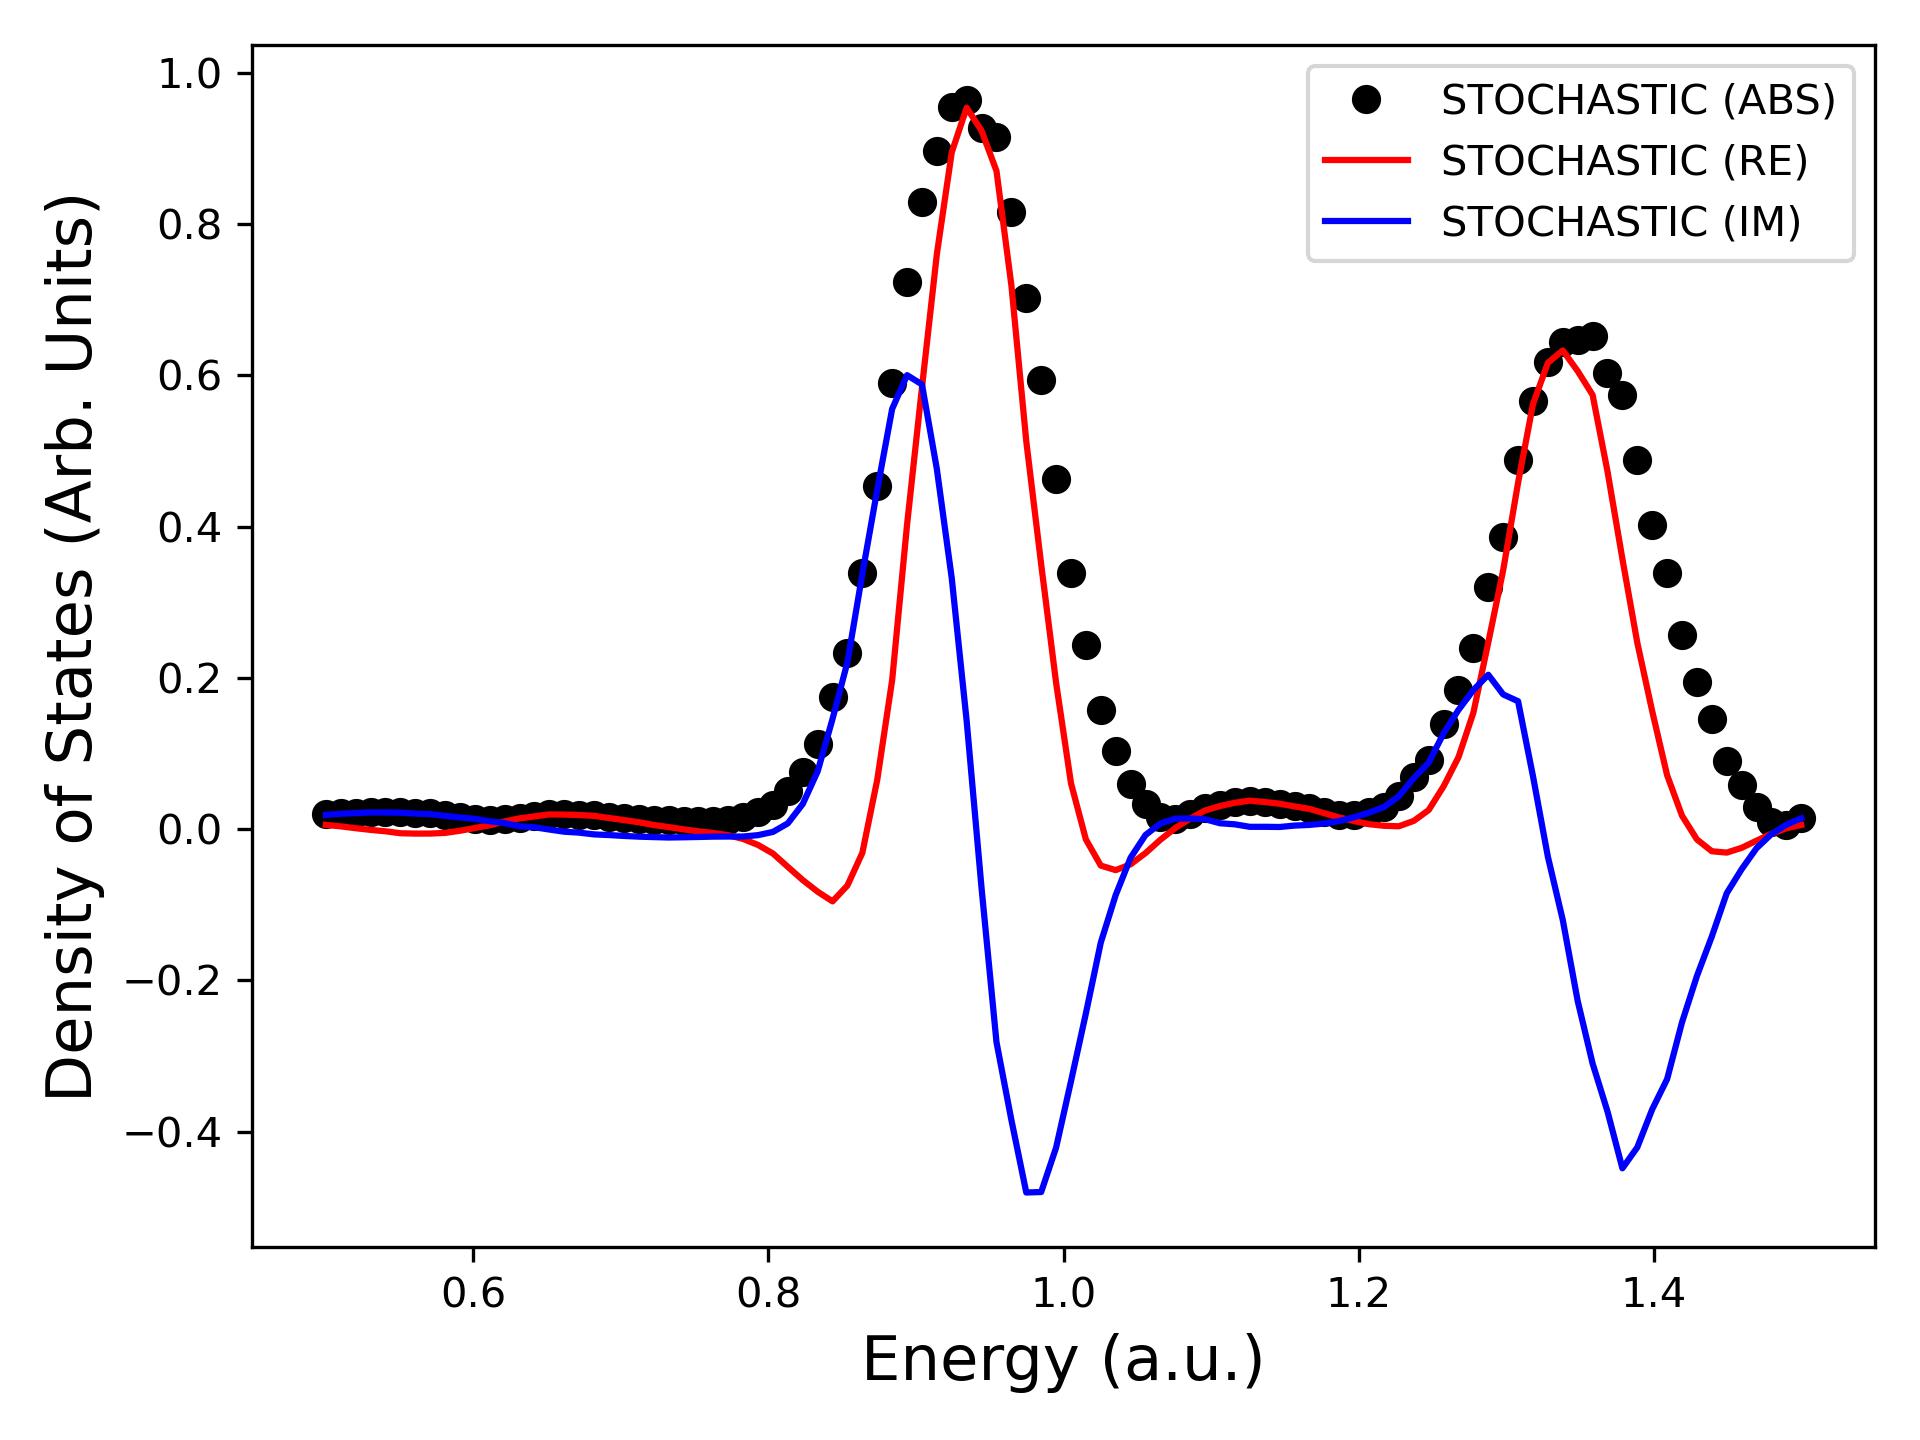 STOCHASTIC (ABS)
STOCHASTIC (RE)
STOCHASTIC (IM)
Density of States (Arb. Units)
1.0
0.8
0.6
0.4
0.2
0.0
−0.2
−0.4
0.6 0.8 1.0 1.2 1.4
Energy (a.u.)